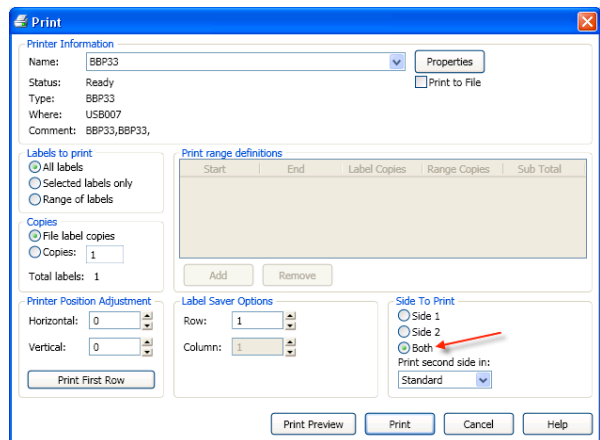 Print
Printer Information
Name: BBP33 Properties
Status: Ready Print to File
Type: BBP33
Where: USB007
Comment: BBP33,BBP33,
Labels to print
All labels
Selected labels only
Range of labels
Print range definitions
Start End Label Copies Range Copies Sub Total
Copies
File label copies
Copies: 1
Total labels: 1
Add Remove
Printer Position Adjustment
Horizontal: 0
Vertical: 0
Print First Row
Label Saver Options
Row: 1
Column: 1
Side To Print
Side 1
Side 2
Both
Print second side in:
Standard
Print Preview Print Cancel Help